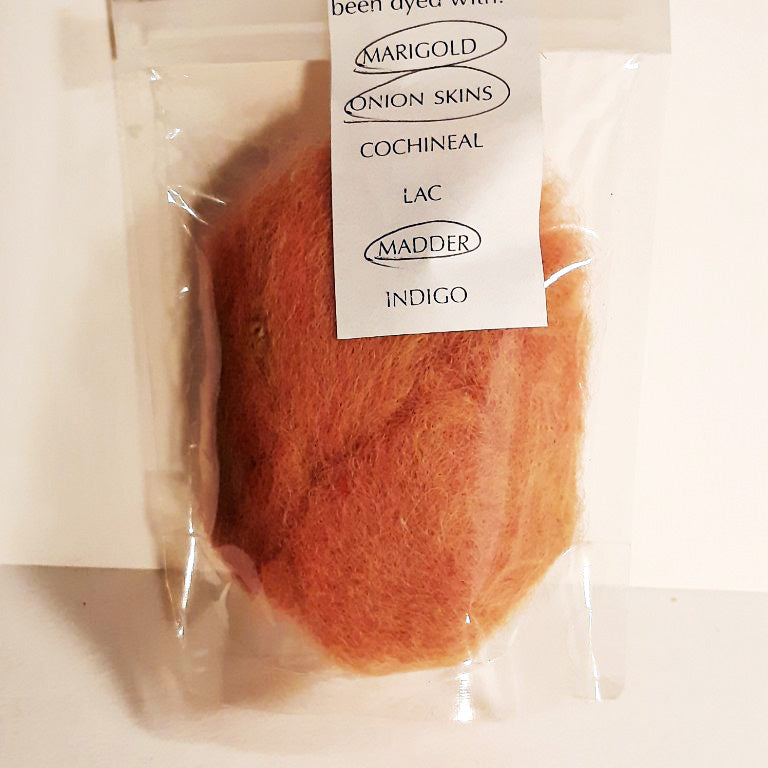 been dyed with:
MARIGOLD
ONION SKINS
COCHINEAL
LAC
MADDER
INDIGO